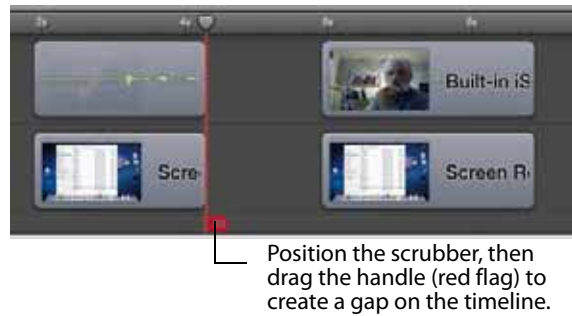 Built-in iS
Scre
Screen R
Position the scrubber, then
drag the handle (red flag) to
create a gap on the timeline.